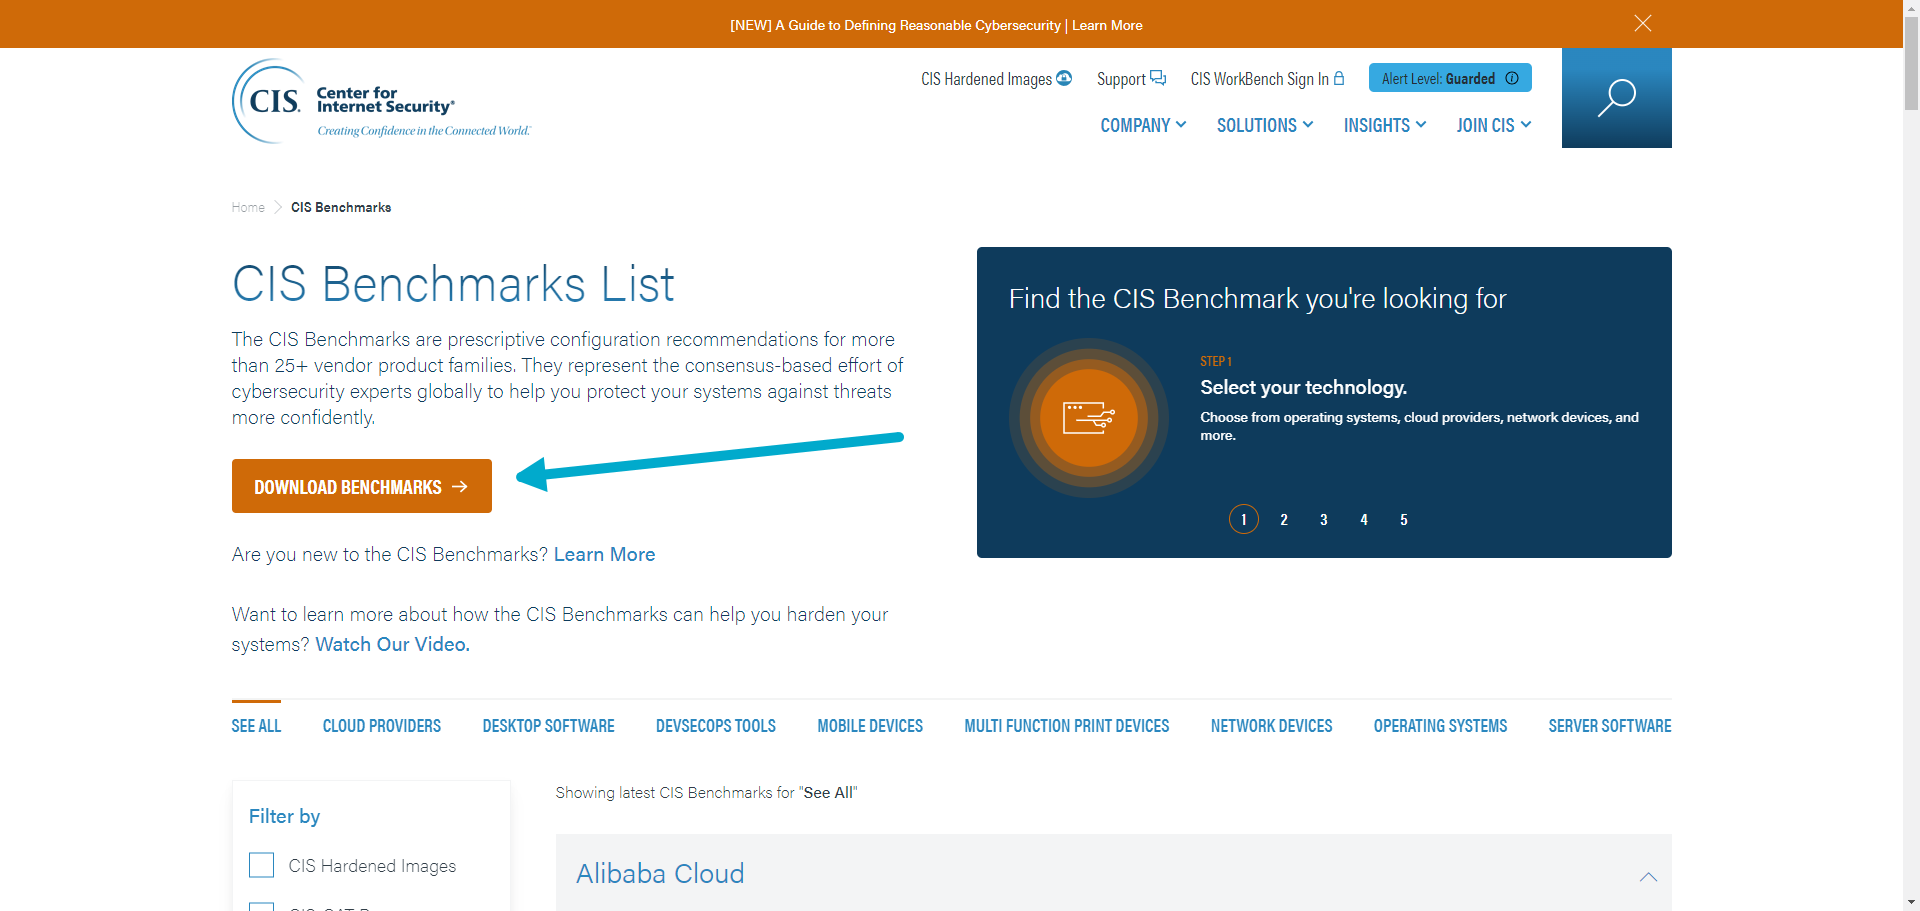 [NEW] A Guide to Defining Reasonable Cybersecurity | Learn More
CIS Hardened Images
Support
CIS WorkBench Sign In
Alert Level: Guarded
CIS.
Center for
Internet Security®
Creating Confidence in the Connected World.
COMPANY
SOLUTIONS
INSIGHTS
JOIN CIS
Home
CIS Benchmarks
CIS Benchmarks List
The CIS Benchmarks are prescriptive configuration recommendations for more
than 25+ vendor product families. They represent the consensus-based effort of
cybersecurity experts globally to help you protect your systems against threats
more confidently.
DOWNLOAD BENCHMARKS
Are you new to the CIS Benchmarks? Learn More
Want to learn more about how the CIS Benchmarks can help you harden your
systems? Watch Our Video.
Find the CIS Benchmark you're looking for
STEP 1
Select your technology.
Choose from operating systems, cloud providers, network devices, and
more.
1 2 3 4 5
SEE ALL
CLOUD PROVIDERS
DESKTOP SOFTWARE
DEVSECOPS TOOLS
MOBILE DEVICES
MULTI FUNCTION PRINT DEVICES
NETWORK DEVICES
OPERATING SYSTEMS
SERVER SOFTWARE
Filter by
CIS Hardened Images
Showing latest CIS Benchmarks for "See All"
Alibaba Cloud